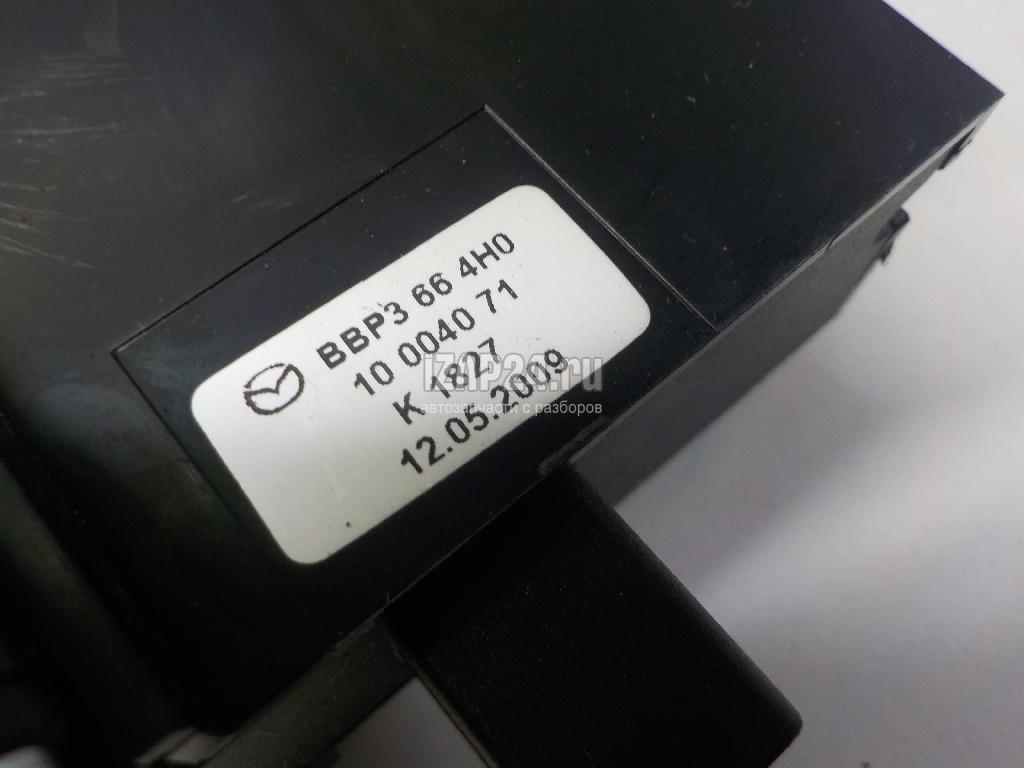 BBP3 66 4H0
10 0040 71
K 1827
12.05.2009
iZAP24.ru
автозапчасти с разборов